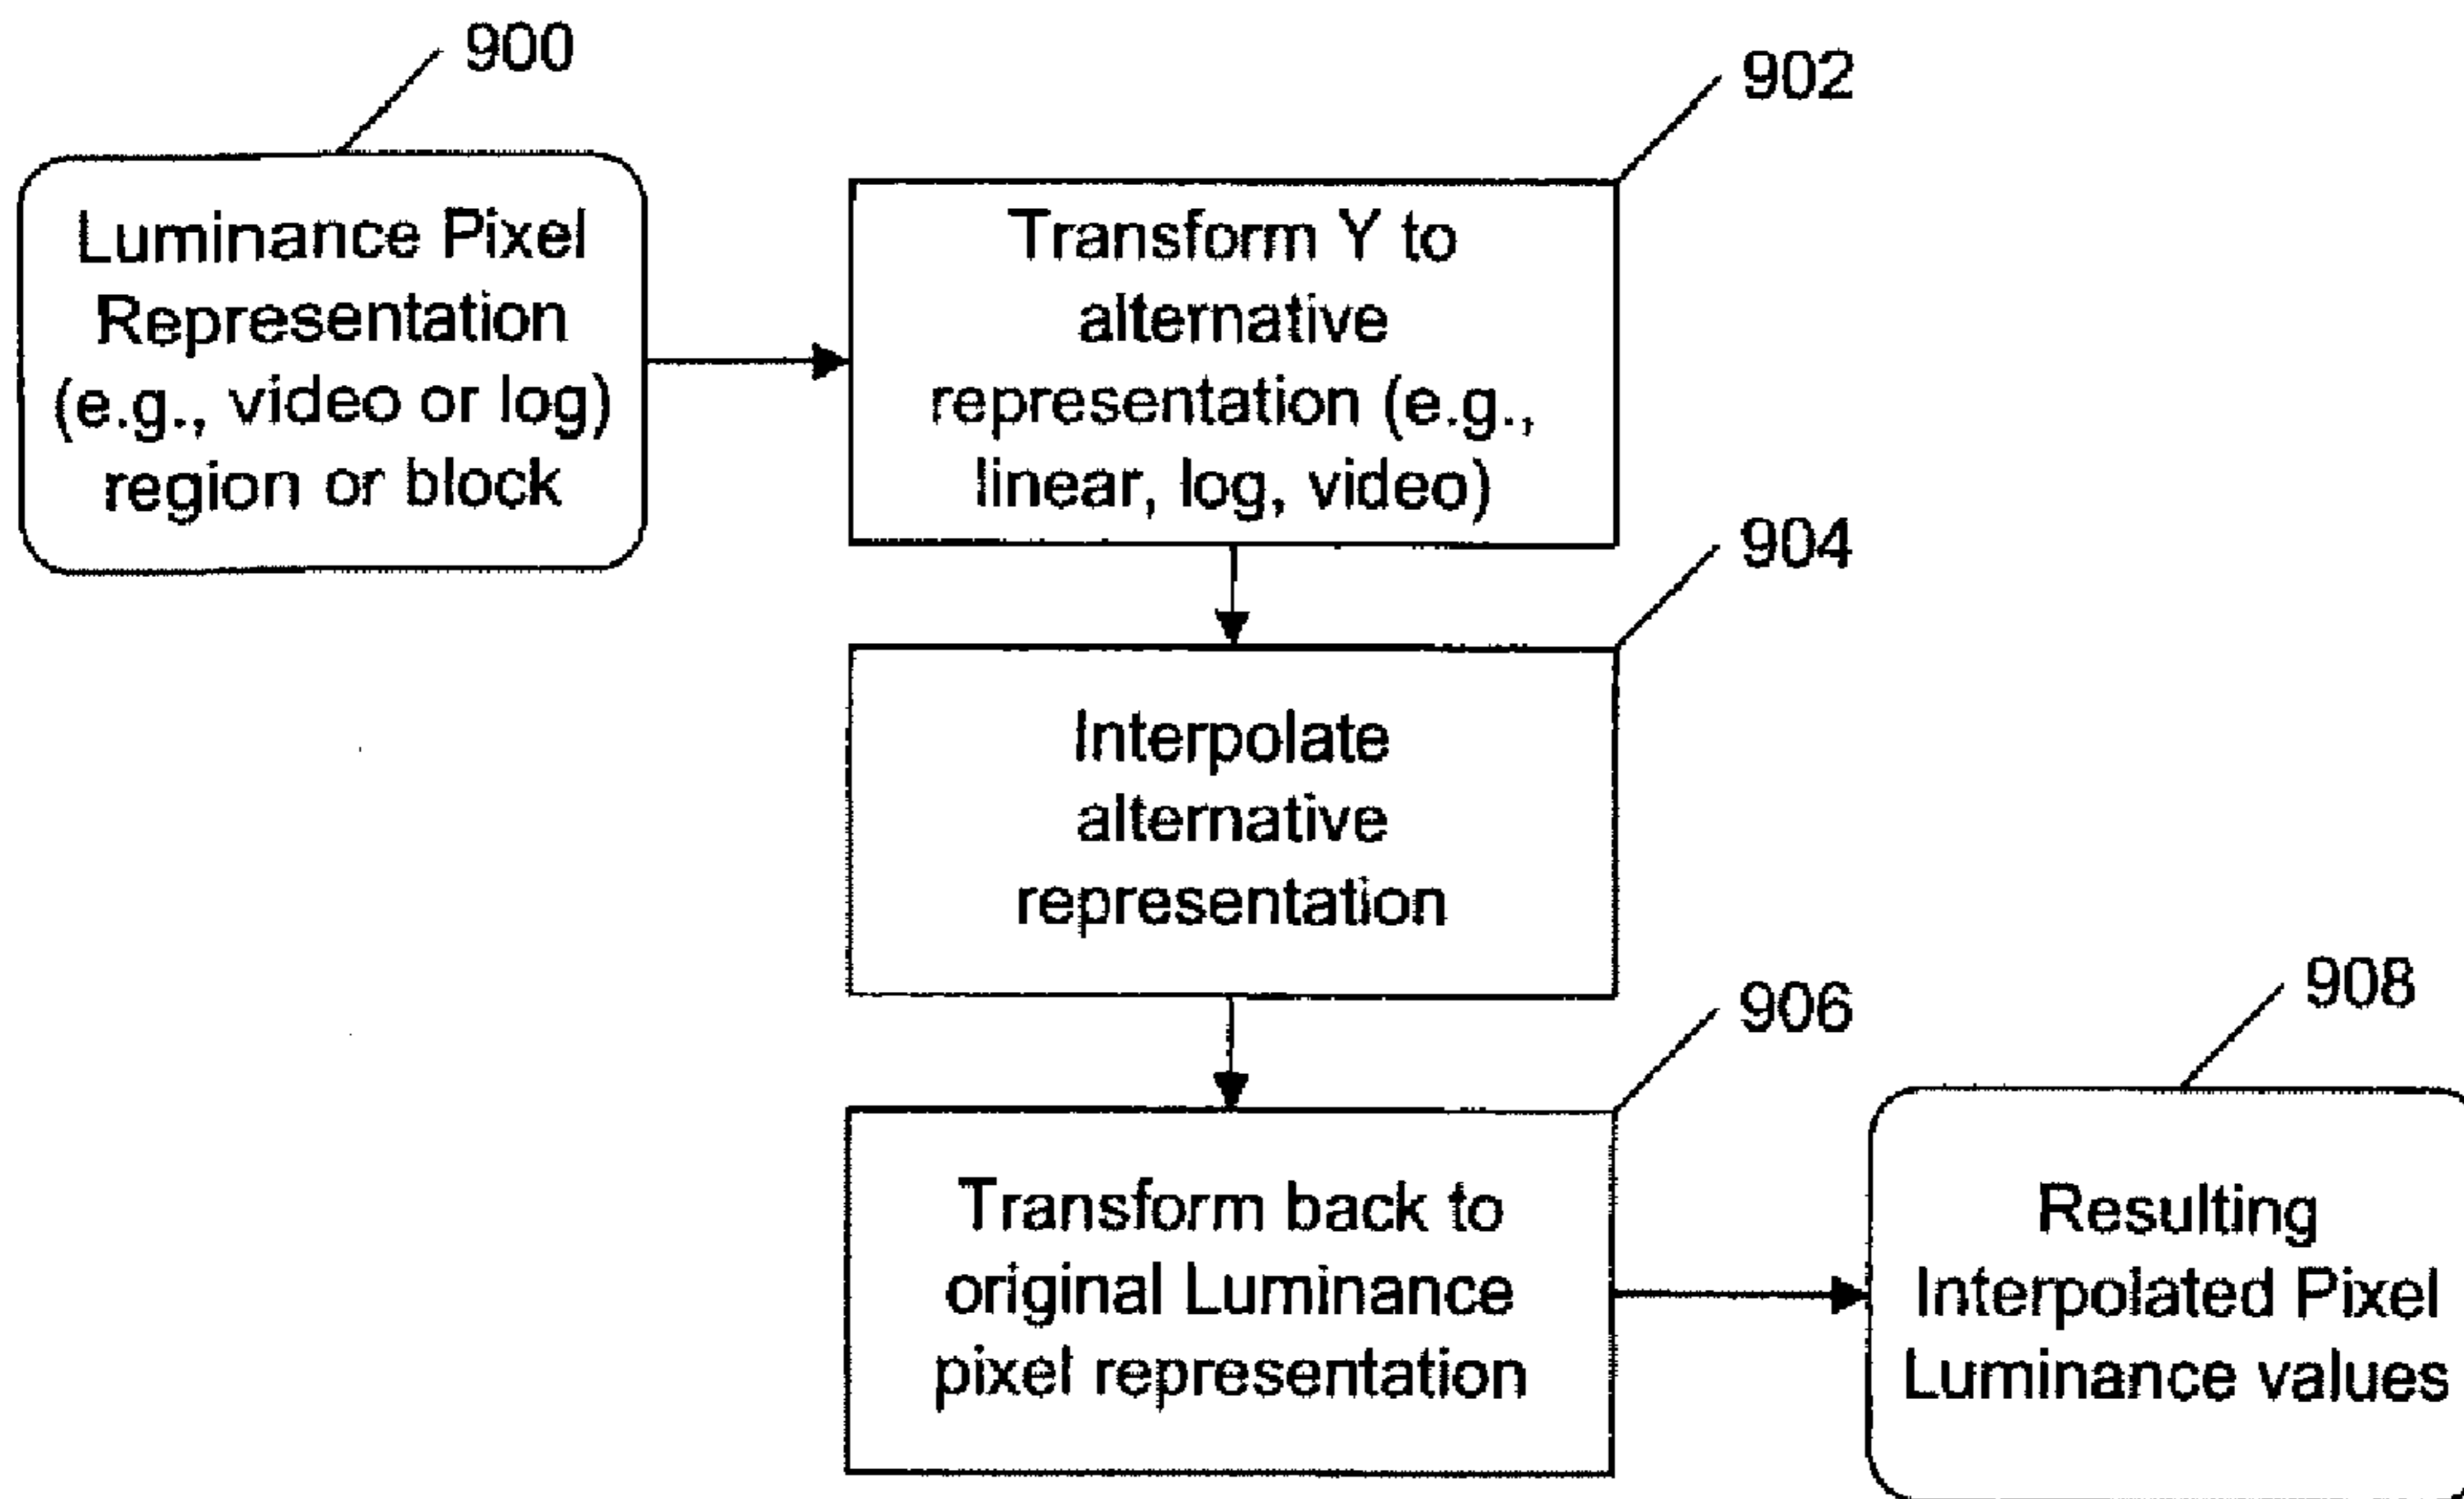 900
Luminance Pixel
Representation
(e.g., video or log)
region or block
902
Transform Y to
alternative
representation (e.g.,
linear, log, video)
904
Interpolate
alternative
representation
906
Transform back to
original Luminance
pixel representation
908
Resulting
Interpolated Pixel
Luminance values